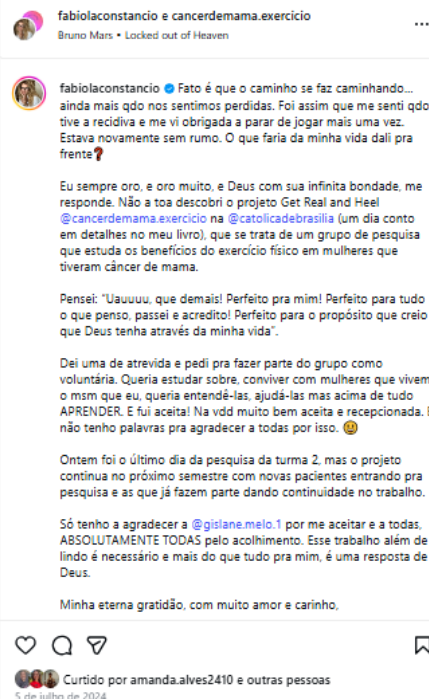 fabiolaconstancio e cancerdemama.exercicio
Bruno Mars • Locked out of Heaven
fabiolaconstancio Fato é que o caminho se faz caminhando...
ainda mais qdo nos sentimos perdidas. Foi assim que me senti qdo
tive a recidiva e me vi obrigada a parar de jogar mais uma vez.
Estava novamente sem rumo. O que faria da minha vida dali pra
frente❓
Eu sempre oro, e oro muito, e Deus com sua infinita bondade, me
responde. Não a toa descobri o projeto Get Real and Heel
@cancerdemama.exercicio na @catolicadebrasilia (um dia conto
em detalhes no meu livro), que se trata de um grupo de pesquisa
que estuda os benefícios do exercício físico em mulheres que
tiveram câncer de mama.
Pensei: "Uauuuu, que demais! Perfeito pra mim! Perfeito para tudo
o que penso, passei e acredito! Perfeito para o propósito que creio
que Deus tenha através da minha vida".
Dei uma de atrevida e pedi pra fazer parte do grupo como
voluntária. Queria estudar sobre, conviver com mulheres que vivem
o msm que eu, queria entendê-las, ajudá-las mas acima de tudo
APRENDER. E fui aceita! Na vdd muito bem aceita e recepcionada. E
não tenho palavras pra agradecer a todas por isso.
Ontem foi o último dia da pesquisa da turma 2, mas o projeto
continua no próximo semestre com novas pacientes entrando pra
pesquisa e as que já fazem parte dando continuidade no trabalho.
Só tenho a agradecer a @gislane.melo.1 por me aceitar e a todas,
ABSOLUTAMENTE TODAS pelo acolhimento. Esse trabalho além de
lindo é necessário e mais do que tudo pra mim, é uma resposta de
Deus.
Minha eterna gratidão, com muito amor e carinho,
Curtido por amanda.alves2410 e outras pessoas
5 de julho de 2024